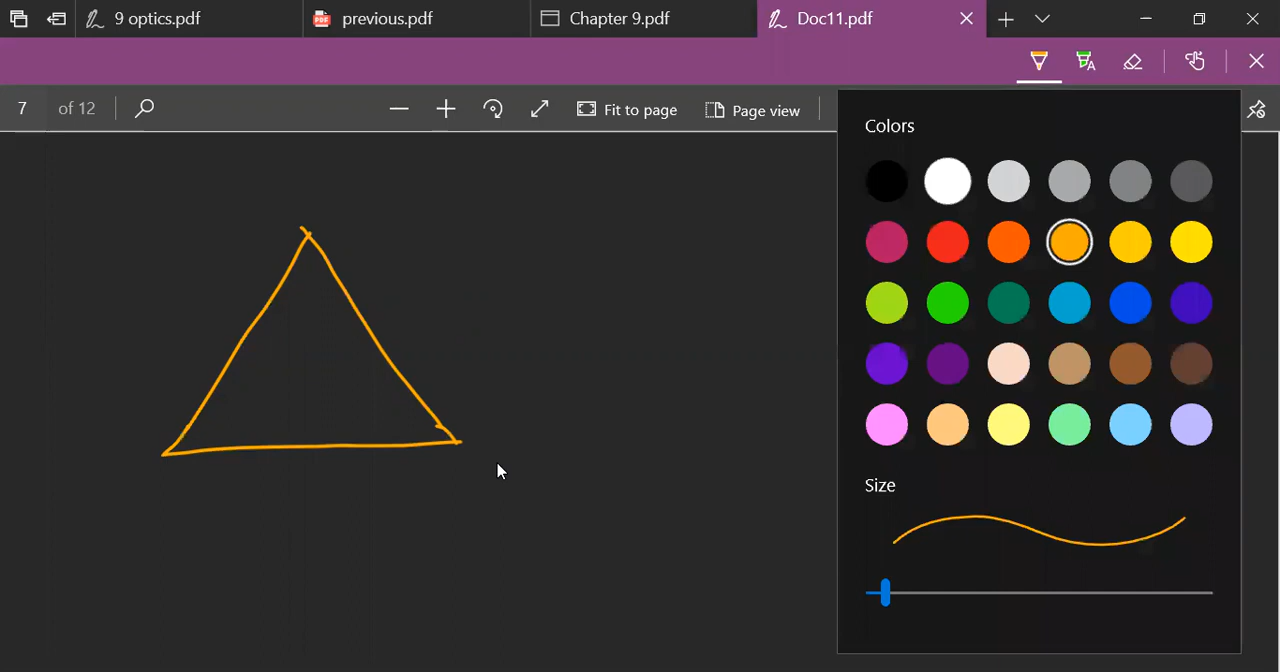 9 optics.pdf
PDF
previous.pdf
Chapter 9.pdf
Doc11.pdf
A
7 of 12
Fit to page
Page view
Colors
Size